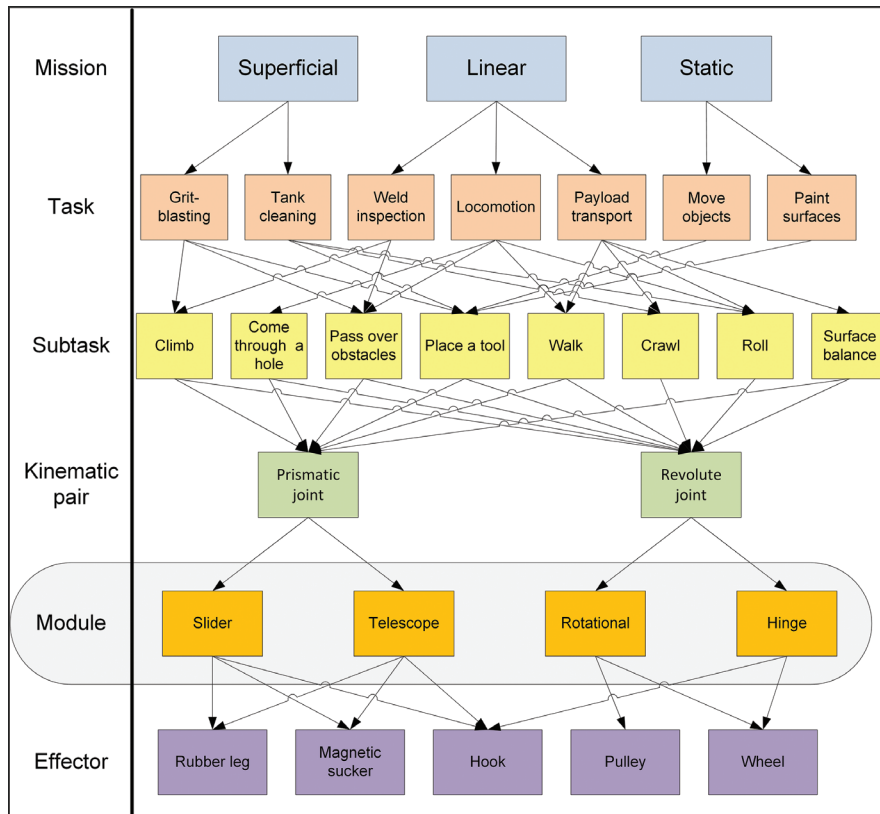 Mission
Superficial
Linear
Static
Task
Grit-
blasting
Tank
cleaning
Weld
inspection
Locomotion
Payload
transport
Move
objects
Paint
surfaces
Subtask
Climb
Come
through a
hole
Pass over
obstacles
Place a tool
Walk
Crawl
Roll
Surface
balance
Kinematic
pair
Prismatic
joint
Revolute
joint
Module
Slider
Telescope
Rotational
Hinge
Effector
Rubber leg
Magnetic
sucker
Hook
Pulley
Wheel